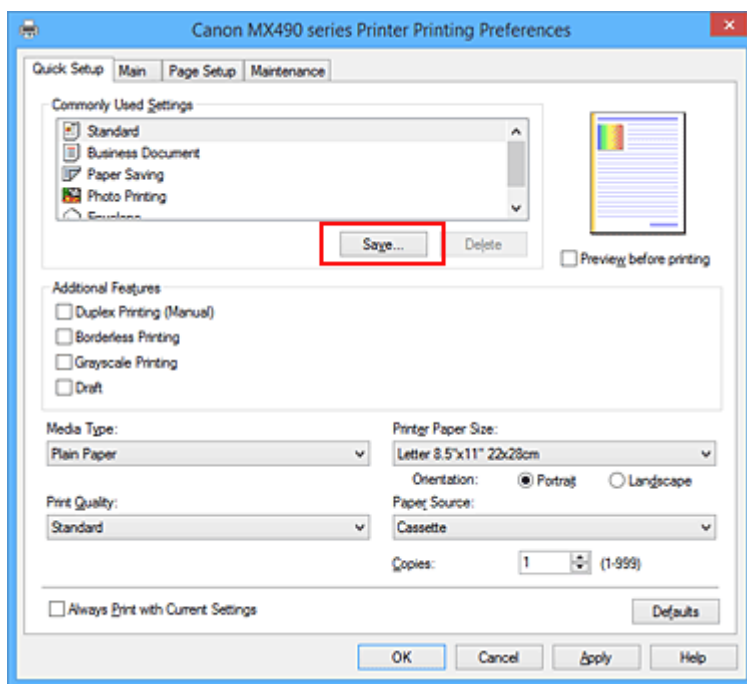 Canon MX490 series Printer Printing Preferences
Quick Setup Main Page Setup Maintenance
Commonly Used Settings
Standard
Business Document
Paper Saving
Photo Printing
Envelope
Save... Delete
Preview before printing
Additional Features
Duplex Printing (Manual)
Borderless Printing
Grayscale Printing
Draft
Media Type:
Plain Paper
Printer Paper Size:
Letter 8.5"x11" 22x28cm
Orientation: Portrait Landscape
Print Quality:
Standard
Paper Source:
Cassette
Copies: 1 (1-999)
Always Print with Current Settings
Defaults
OK Cancel Apply Help